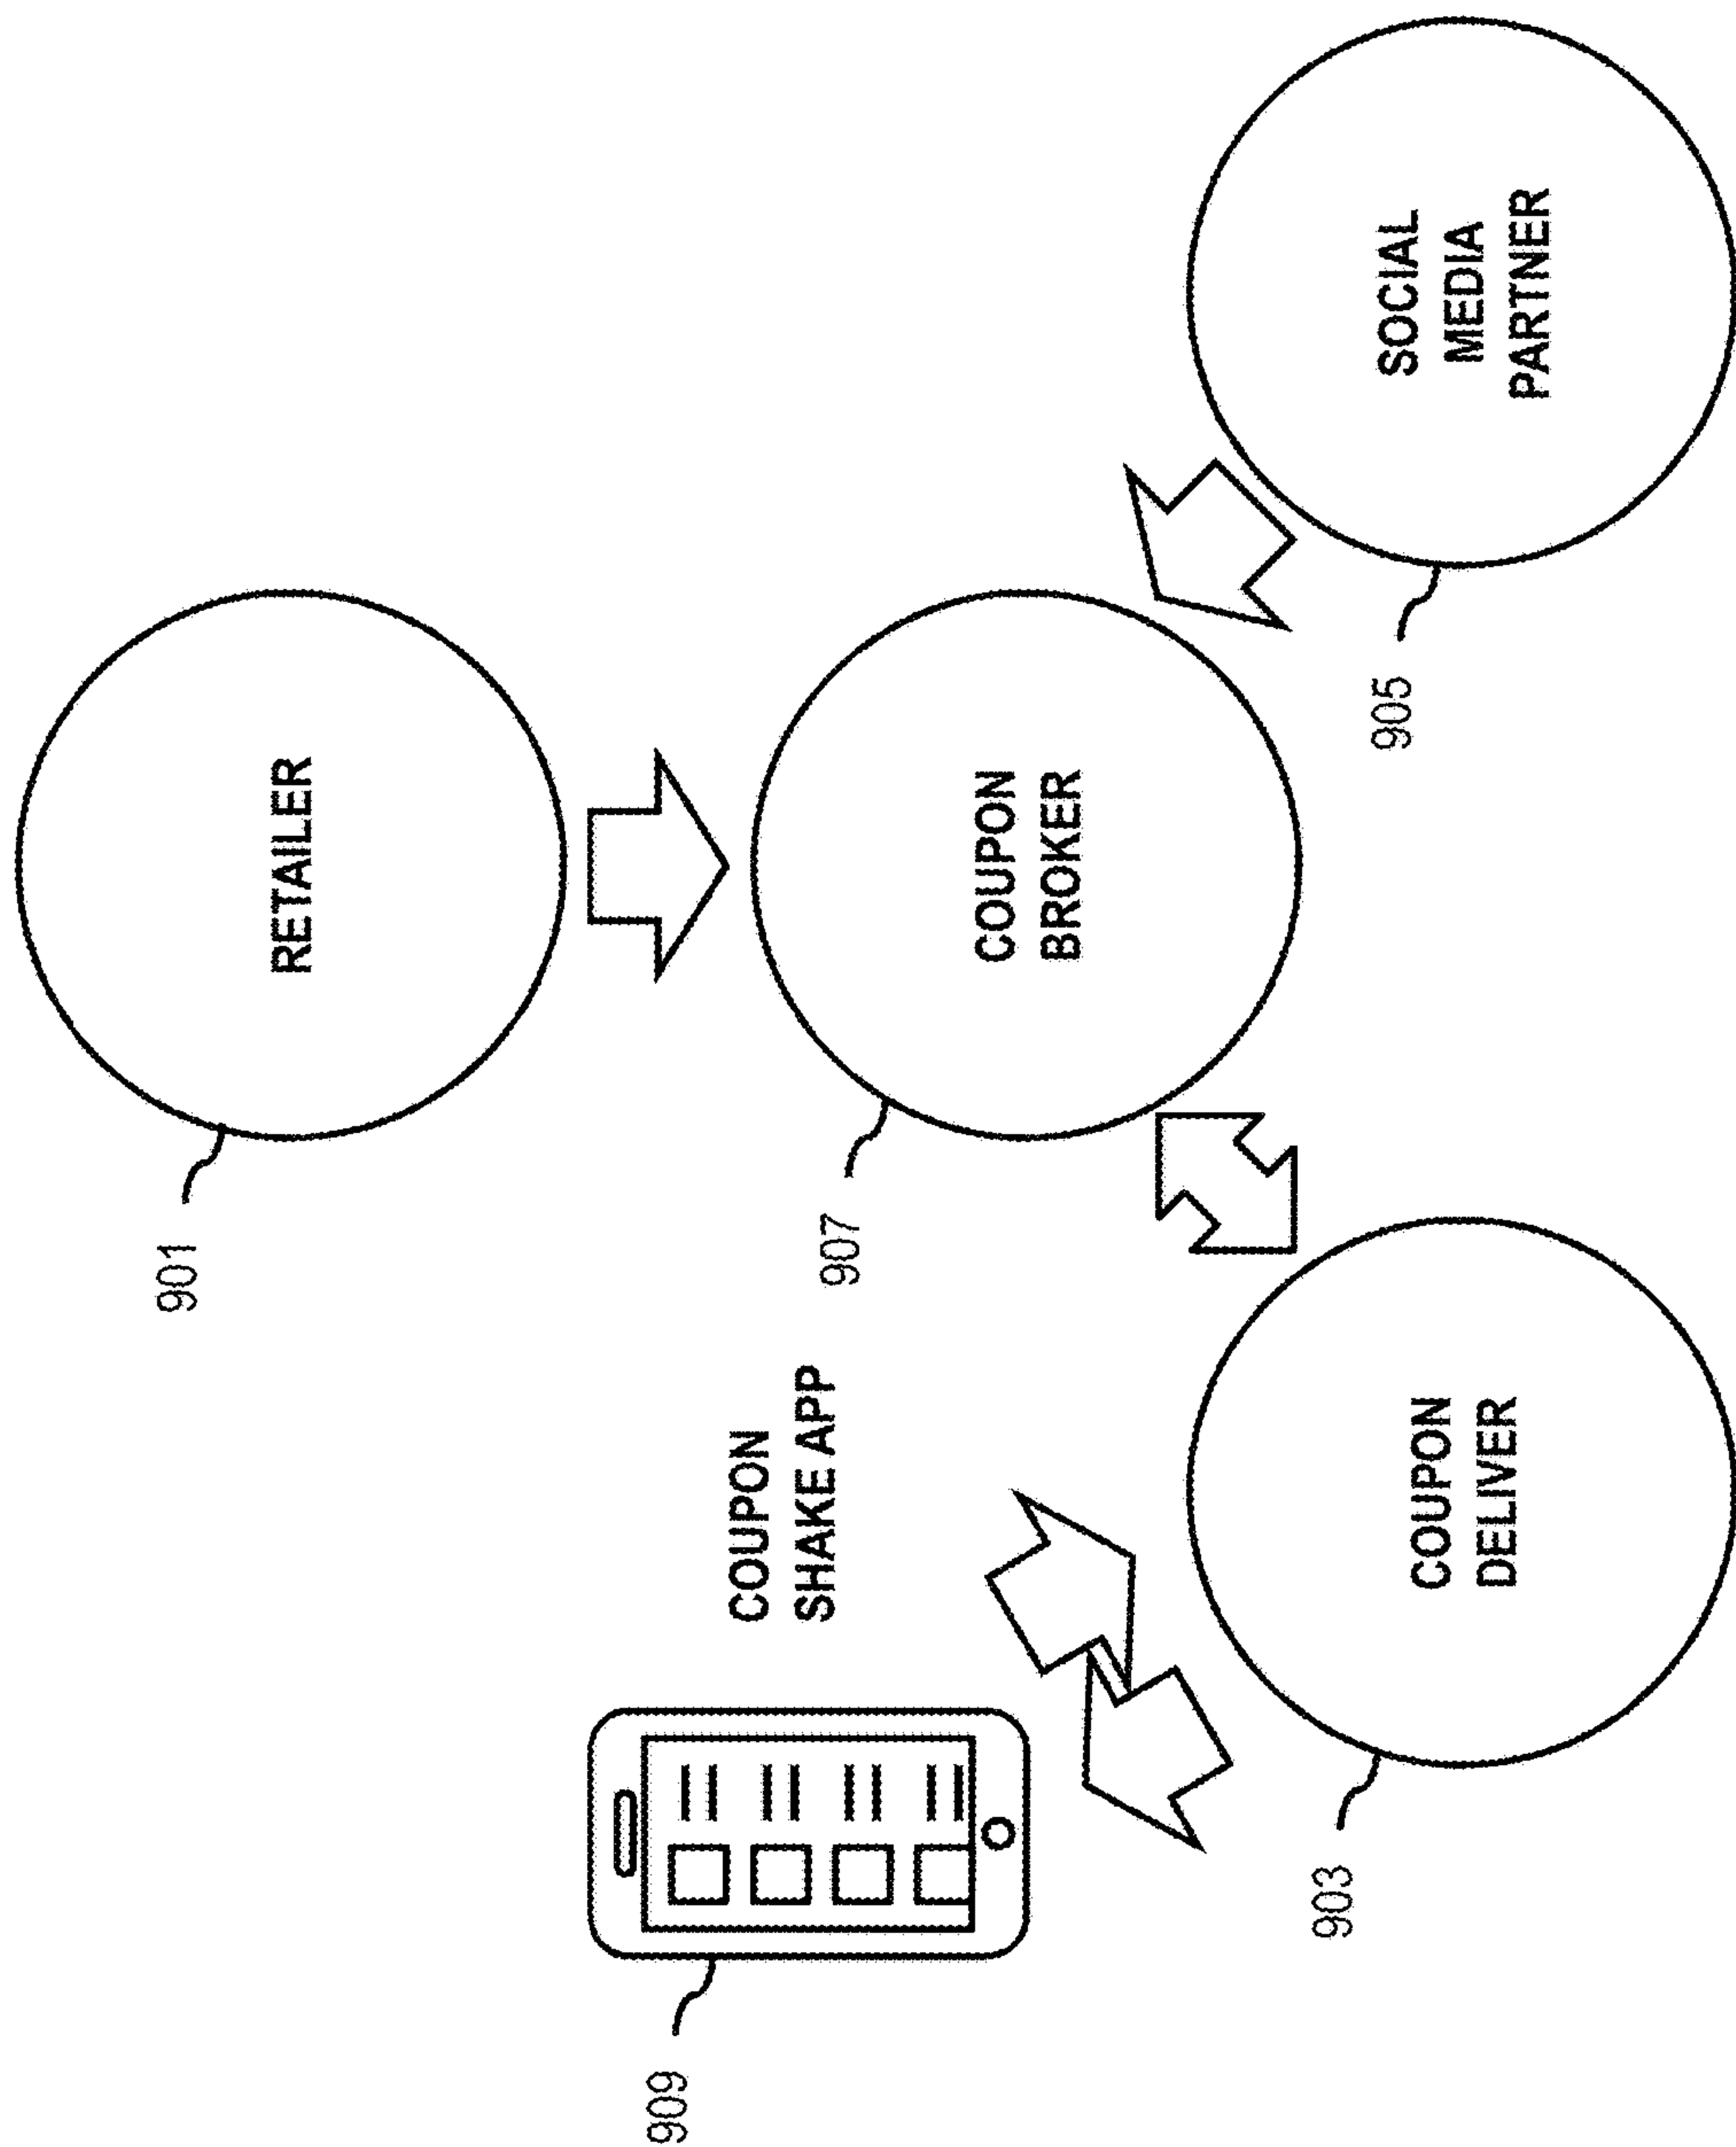 901
RETAILER
909
COUPON
SHAKE APP
907
COUPON
BROKER
903
COUPON
DELIVER
905
SOCIAL
MEDIA
PARTNER